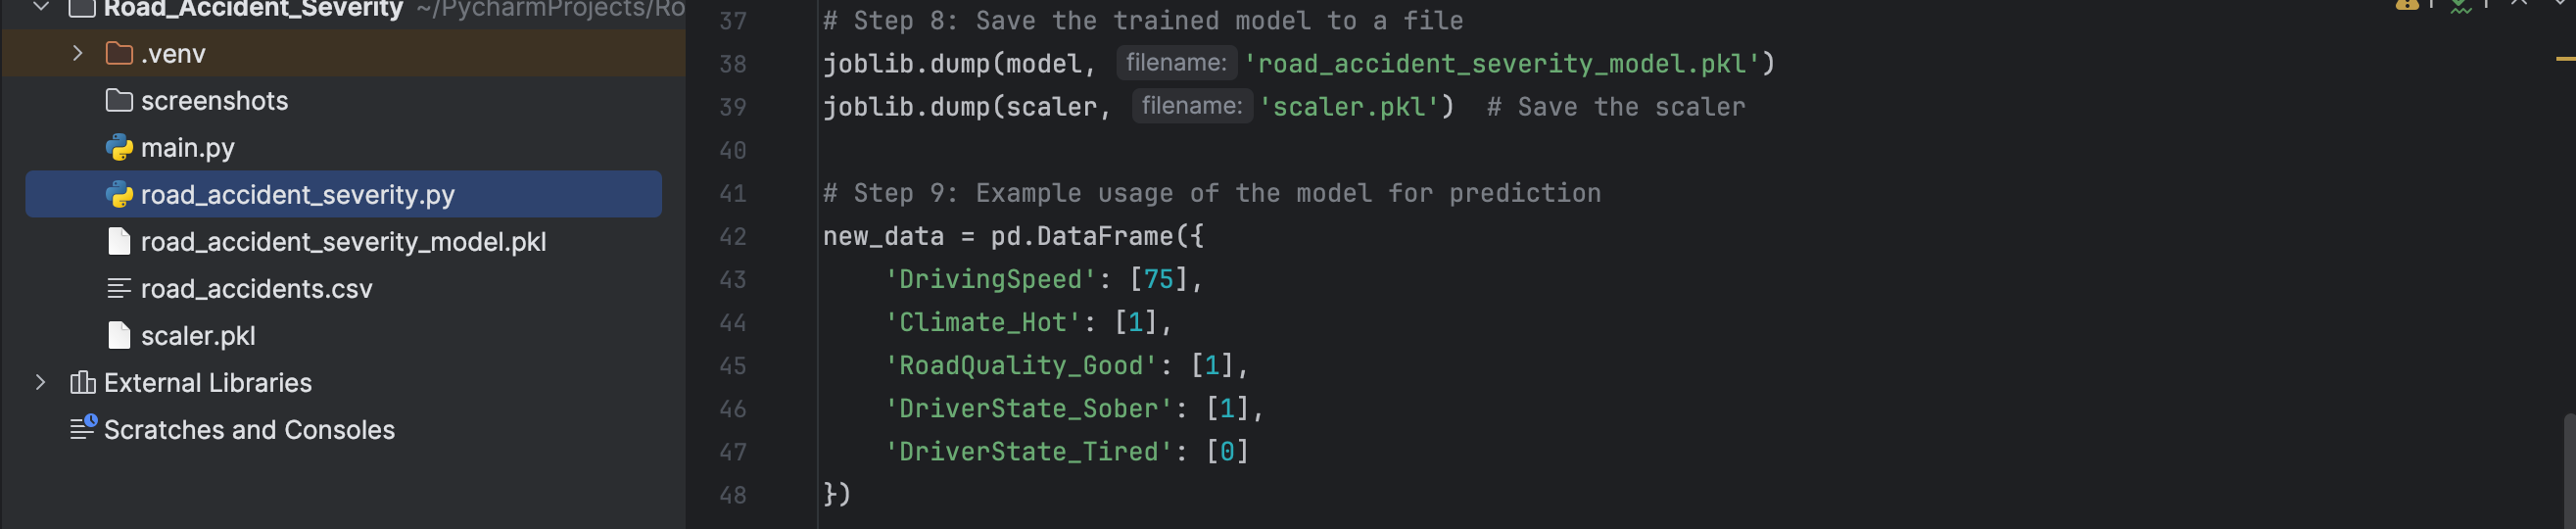 Road_Accident_Severity ~/PycharmProjects/Ro
.venv
screenshots
main.py
road_accident_severity.py
road_accident_severity_model.pkl
road_accidents.csv
scaler.pkl
External Libraries
Scratches and Consoles
37 # Step 8: Save the trained model to a file
38 joblib.dump(model, filename: 'road_accident_severity_model.pkl')
39 joblib.dump(scaler, filename: 'scaler.pkl')  # Save the scaler
40
41 # Step 9: Example usage of the model for prediction
42 new_data = pd.DataFrame({
43     'DrivingSpeed': [75],
44     'Climate_Hot': [1],
45     'RoadQuality_Good': [1],
46     'DriverState_Sober': [1],
47     'DriverState_Tired': [0]
48 })